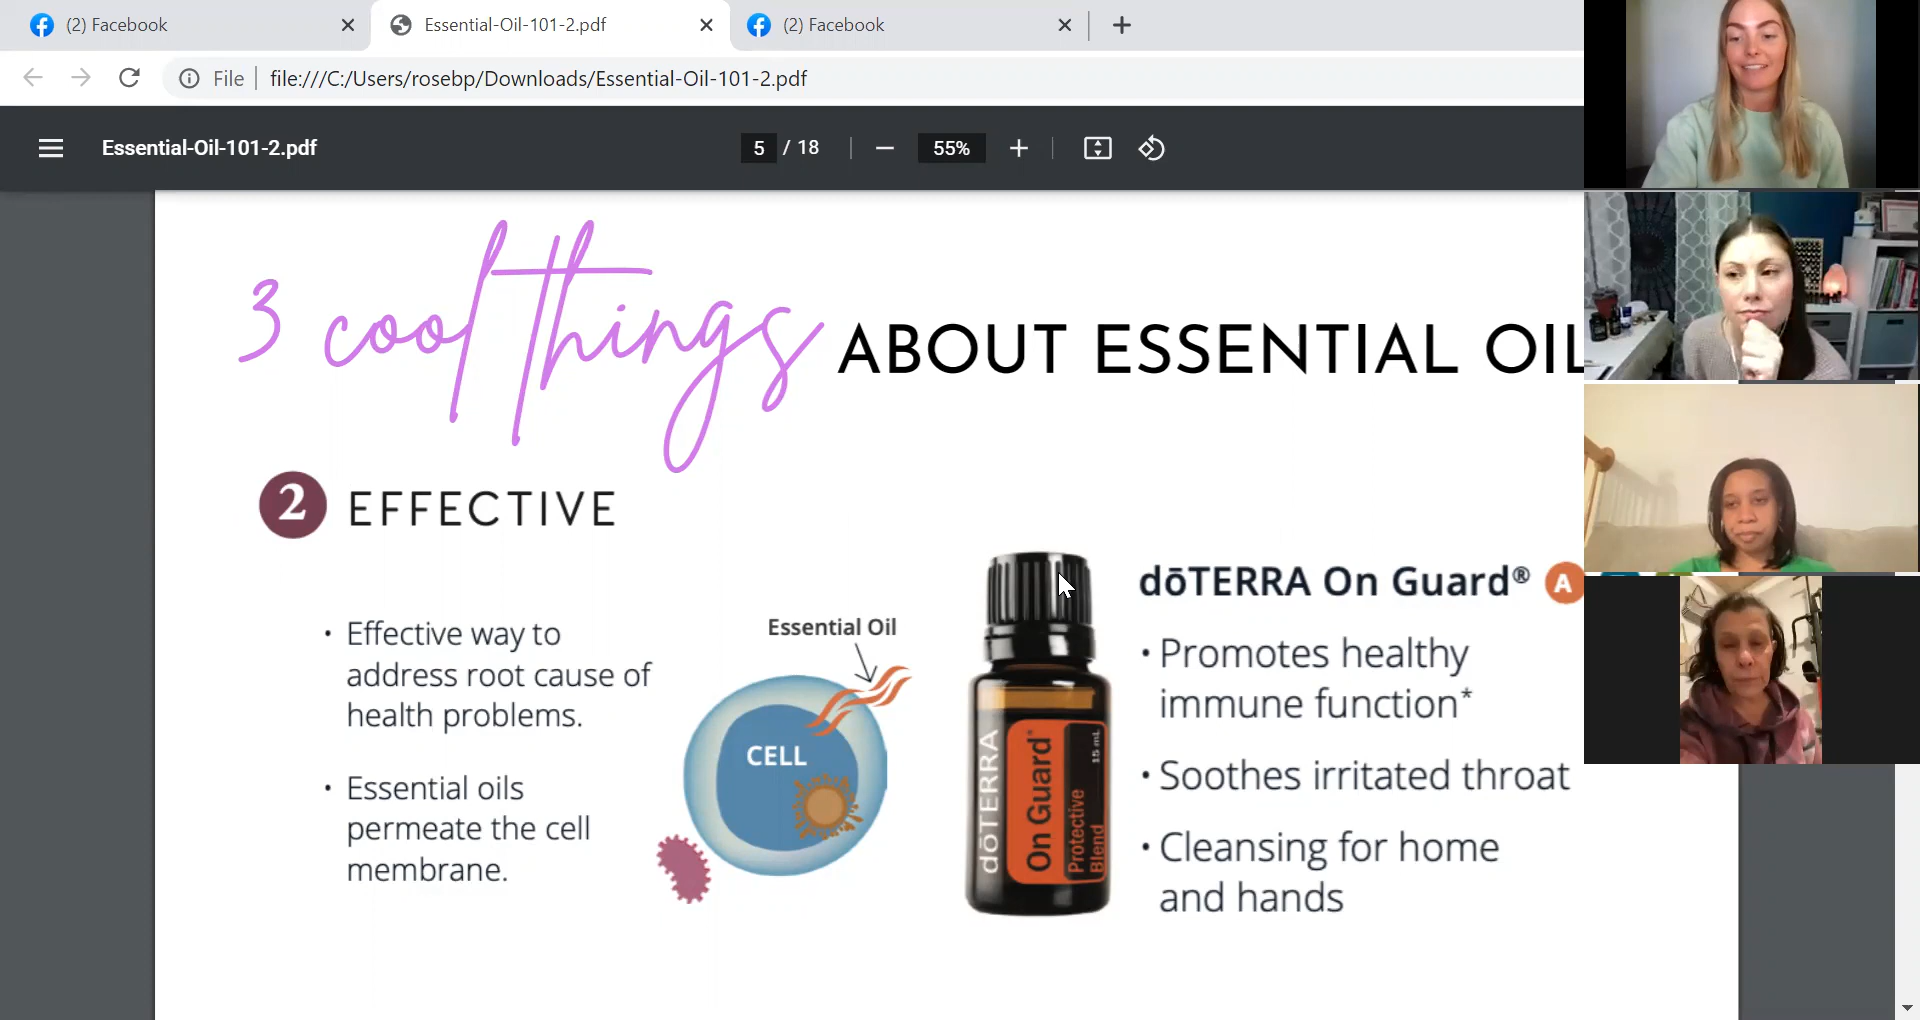 (2) Facebook
Essential-Oil-101-2.pdf
(2) Facebook
File
file:///C:/Users/rosebp/Downloads/Essential-Oil-101-2.pdf
Essential-Oil-101-2.pdf
5 / 18
55%
3 cool things ABOUT ESSENTIAL OIL
2 EFFECTIVE
• Effective way to
address root cause of
health problems.
• Essential oils
permeate the cell
membrane.
Essential Oil
CELL
dōTERRA
On Guard™
Protective
Blend
15 mL
dōTERRA On Guard® A
• Promotes healthy
immune function*
• Soothes irritated throat
• Cleansing for home
and hands